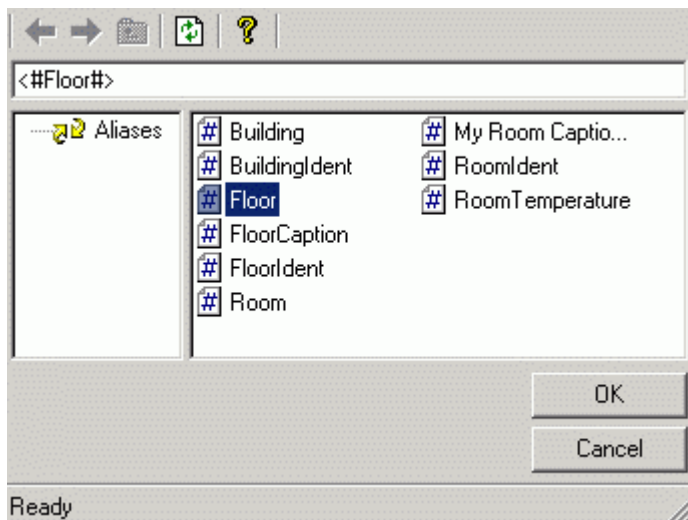 <#Floor#>
Aliases
Building
BuildingIdent
Floor
FloorCaption
FloorIdent
Room
My Room Captio...
RoomIdent
RoomTemperature
OK
Cancel
Ready